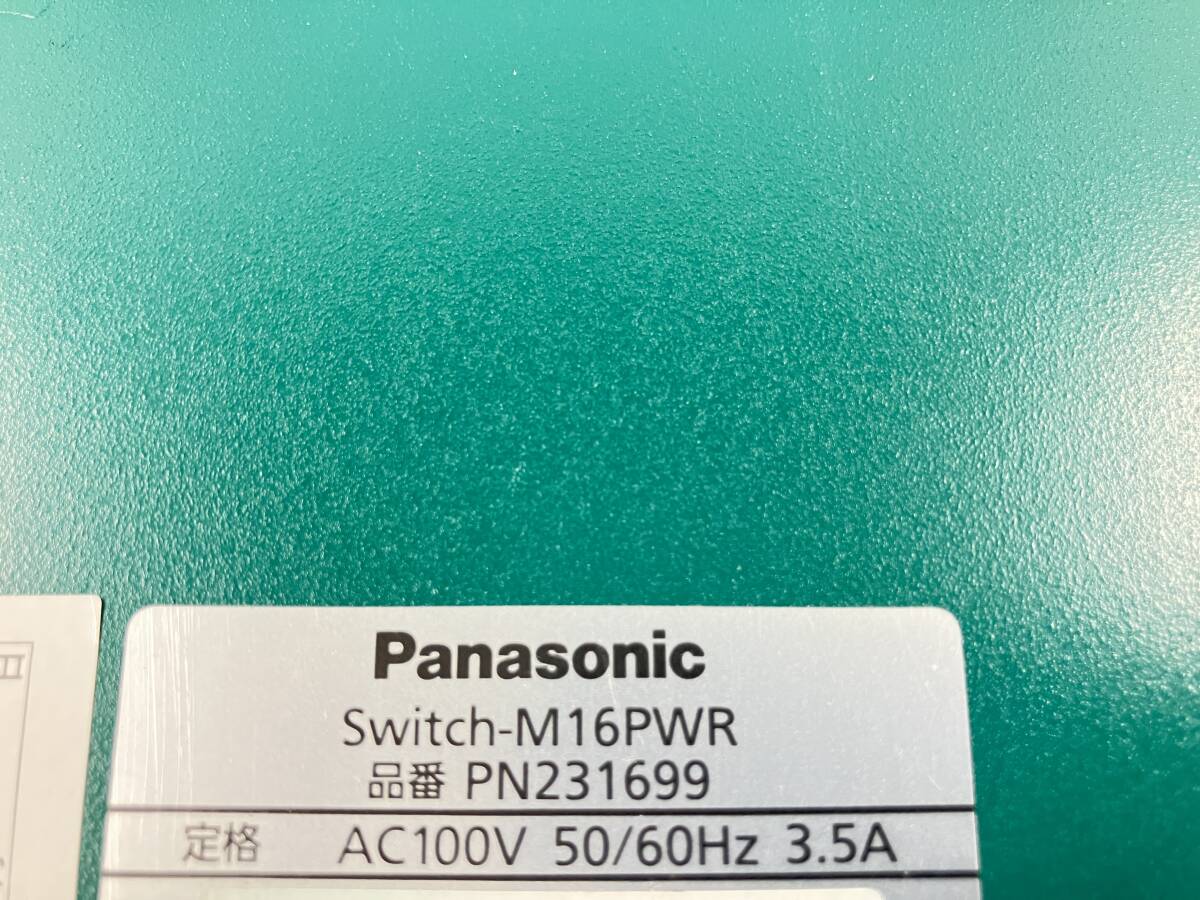 Panasonic
Switch-M16PWR
品番 PN231699
定格 AC100V 50/60Hz 3.5A